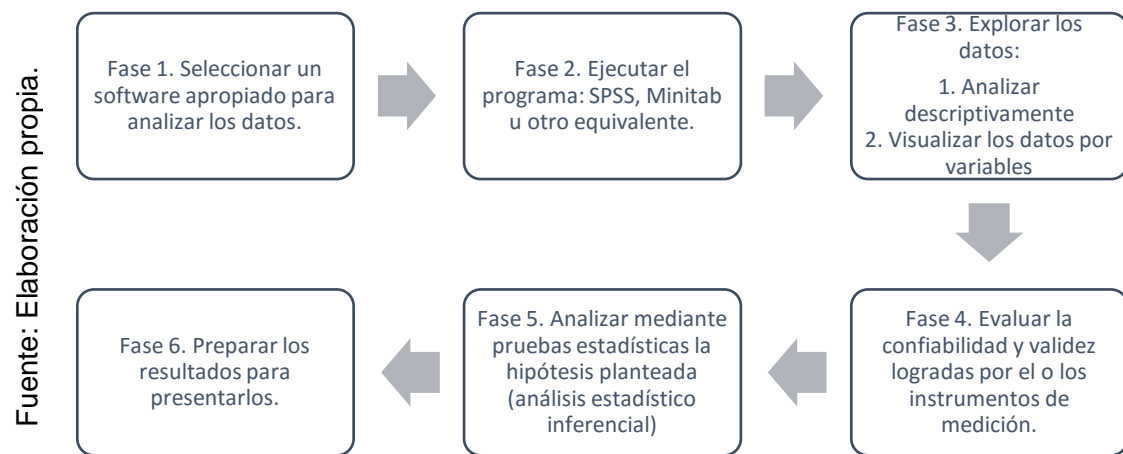 Fuente: Elaboración propia.
Fase 1. Seleccionar un
software apropiado para
analizar los datos.
Fase 2. Ejecutar el
programa: SPSS, Minitab
u otro equivalente.
Fase 3. Explorar los
datos:
1. Analizar
descriptivamente
2. Visualizar los datos por
variables
Fase 4. Evaluar la
confiabilidad y validez
logradas por el o los
instrumentos de
medición.
Fase 5. Analizar mediante
pruebas estadísticas la
hipótesis planteada
(análisis estadístico
inferencial)
Fase 6. Preparar los
resultados para
presentarlos.